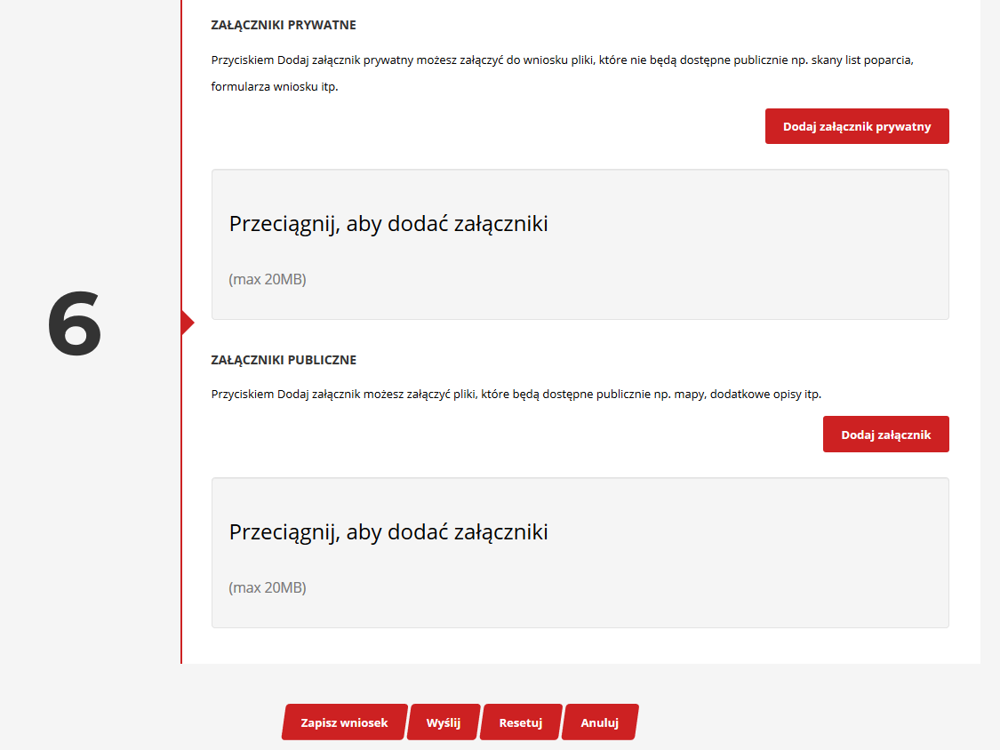 ZAŁĄCZNIKI PRYWATNE
Przyciskiem Dodaj załącznik prywatny możesz załączyć do wniosku pliki, które nie będą dostępne publicznie np. skany list poparcia,
formularza wniosku itp.
Dodaj załącznik prywatny
Przeciągnij, aby dodać załączniki
(max 20MB)
6
ZAŁĄCZNIKI PUBLICZNE
Przyciskiem Dodaj załącznik możesz załączyć pliki, które będą dostępne publicznie np. mapy, dodatkowe opisy itp.
Dodaj załącznik
Przeciągnij, aby dodać załączniki
(max 20MB)
Zapisz wniosek Wyślij Resetuj Anuluj